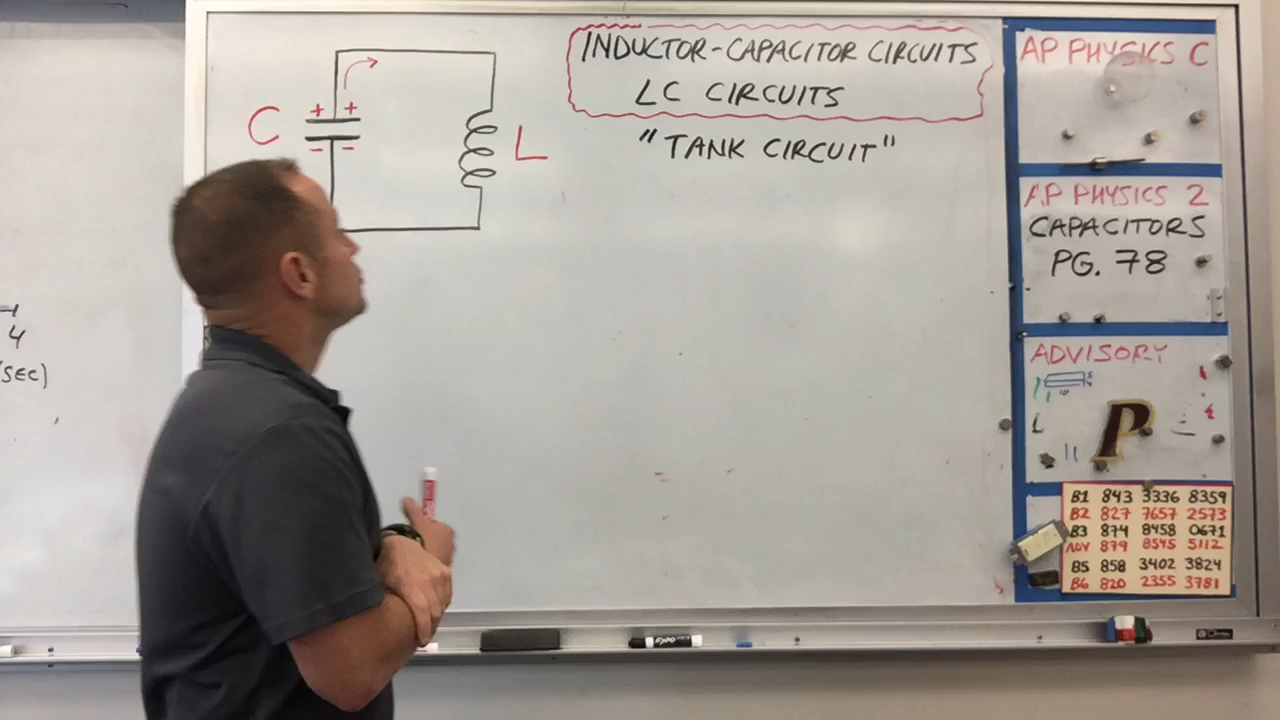 4
(SEC)
C
+ +
- -
L
INDUCTOR-CAPACITOR CIRCUITS
LC CIRCUITS
"TANK CIRCUIT"
AP PHYSICS C
AP PHYSICS 2
CAPACITORS
PG. 78
ADVISORY
P
B1 843 3336 8359
B2 827 7657 2573
B3 874 8458 0671
ADV 879 8545 5112
B5 858 3402 3824
B6 820 2355 3781
EXPO